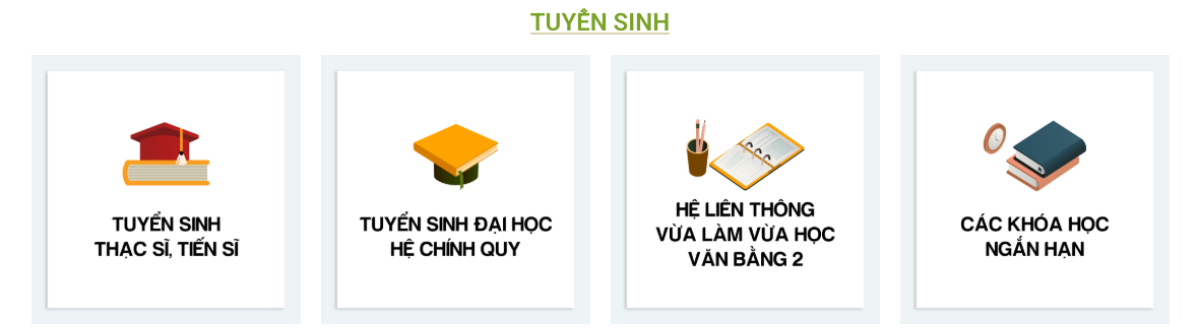 TUYỂN SINH
TUYỂN SINH
THẠC SĨ, TIẾN SĨ
TUYỂN SINH ĐẠI HỌC
HỆ CHÍNH QUY
HỆ LIÊN THÔNG
VỪA LÀM VỪA HỌC
VĂN BẰNG 2
CÁC KHÓA HỌC
NGẮN HẠN